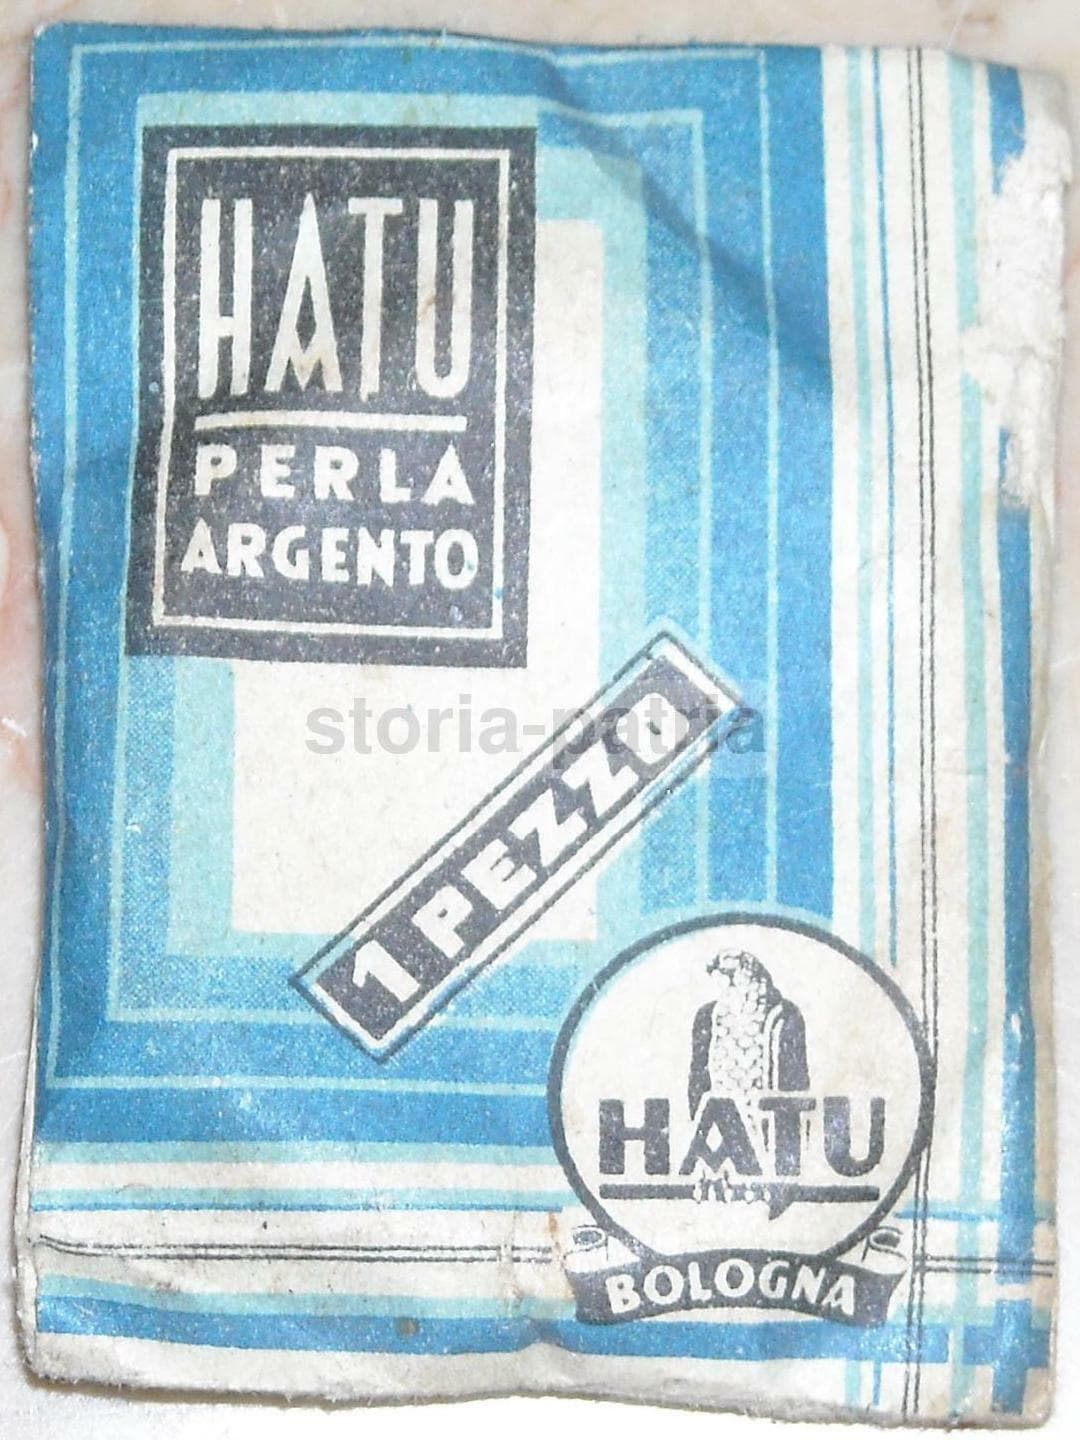 HATU
PERLA
ARGENTO
storia-patria
1 PEZZO
HATU
BOLOGNA